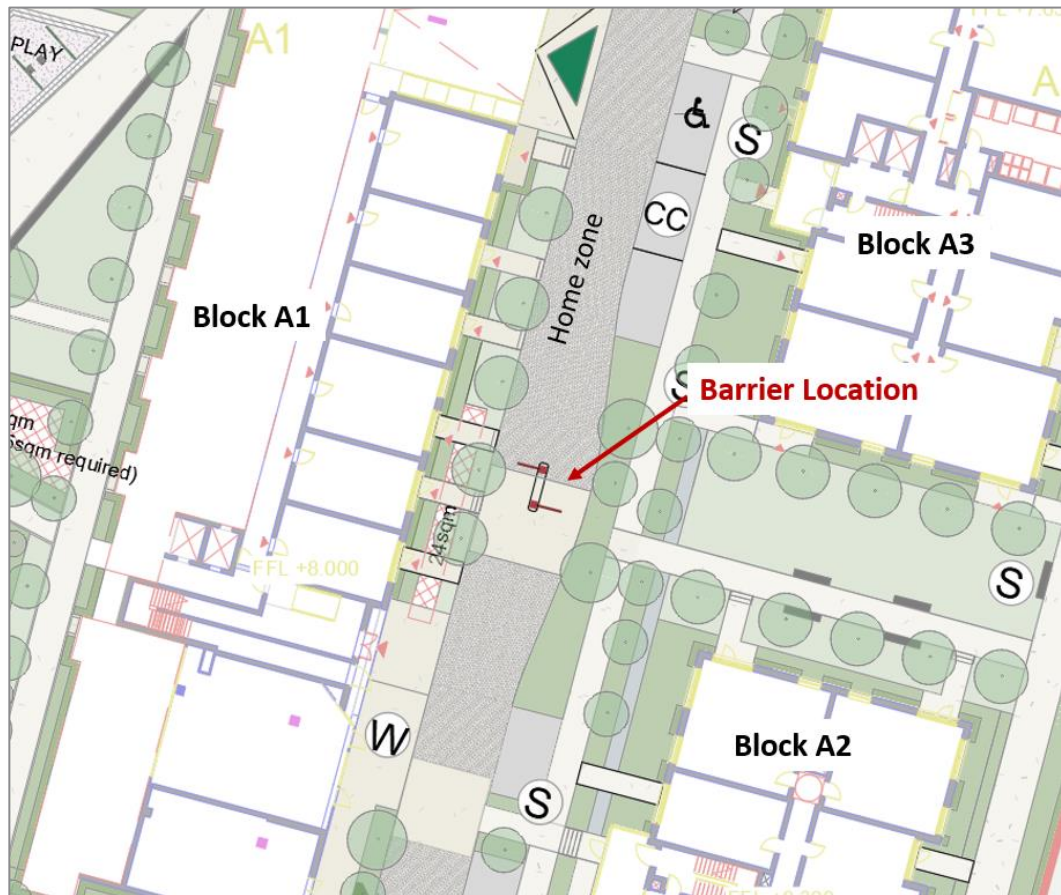 PLAY
A1
S
CC
Home zone
Block A3
Block A1
S
Barrier Location
sqm required)
24sqm
FFL +8.000
S
W
Block A2
S